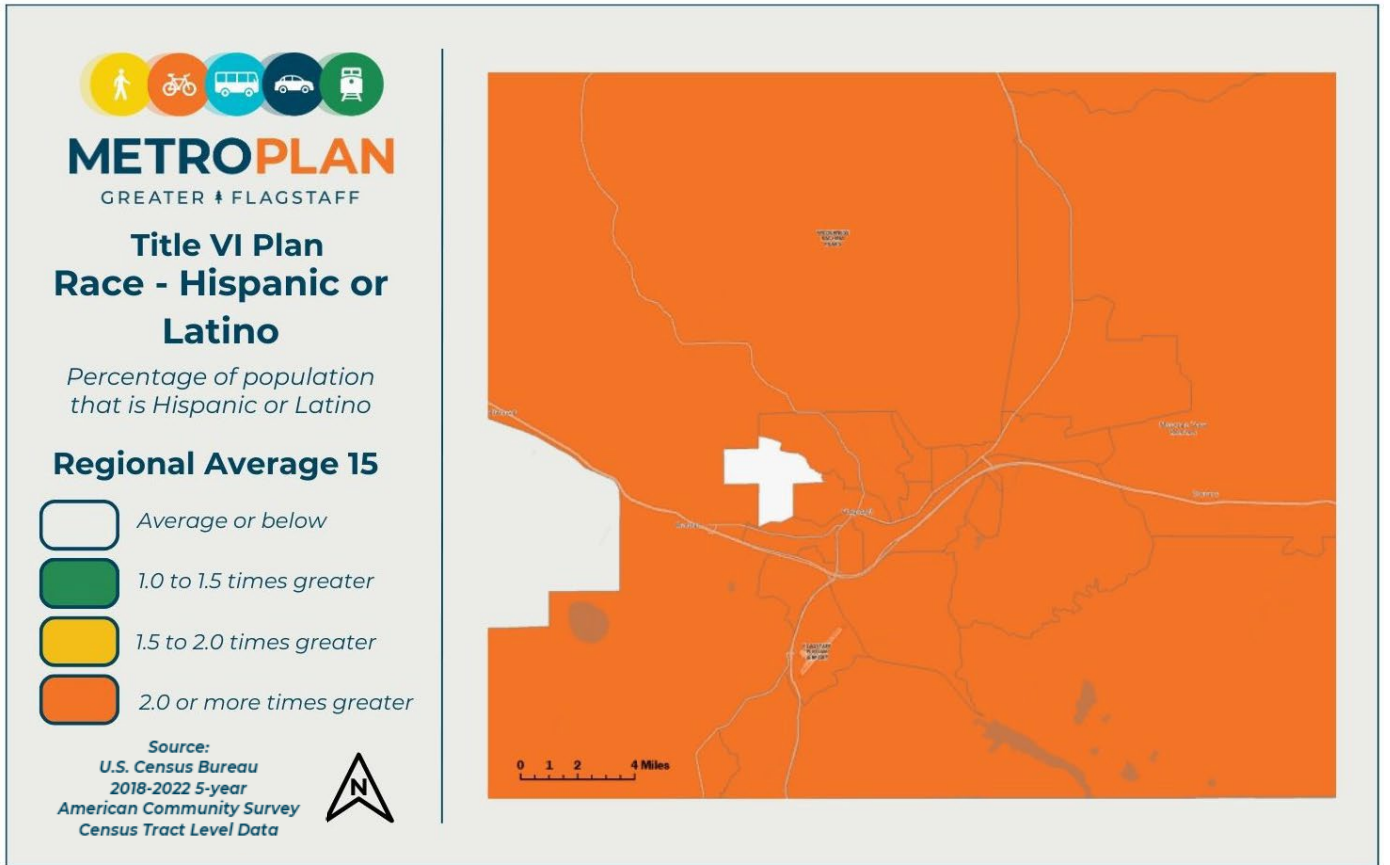 METROPLAN
GREATER FLAGSTAFF
Title VI Plan
Race - Hispanic or
Latino
Percentage of population
that is Hispanic or Latino
Regional Average 15
Average or below
1.0 to 1.5 times greater
1.5 to 2.0 times greater
2.0 or more times greater
Source:
U.S. Census Bureau
2018-2022 5-year
American Community Survey
Census Tract Level Data
N
0 1 2 4 Miles